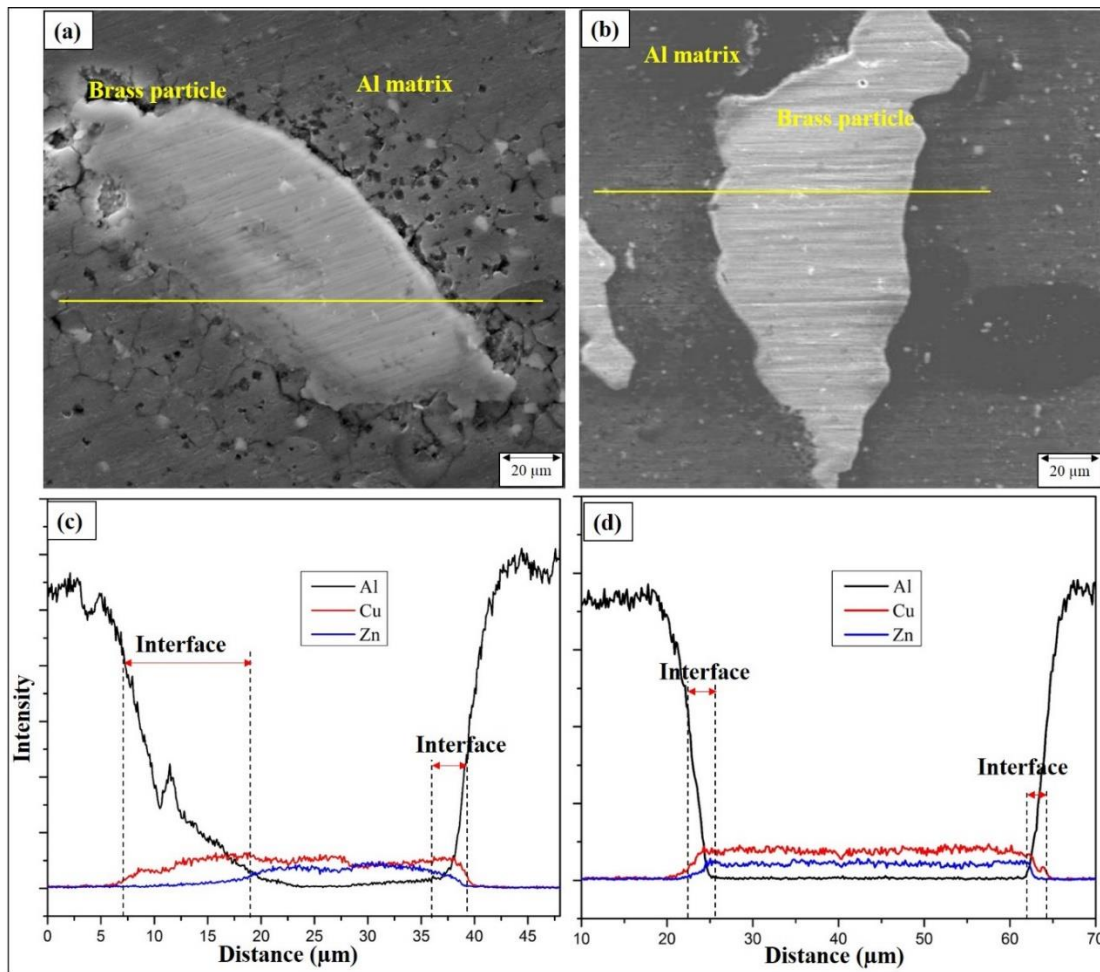 (a)
Brass particle
Al matrix
20 µm
(b)
Al matrix
Brass particle
20 µm
(c)
Al
Cu
Zn
Interface
Interface
Intensity
0 5 10 15 20 25 30 35 40 45
Distance (µm)
(d)
Al
Cu
Zn
Interface
Interface
10 20 30 40 50 60 70
Distance (µm)